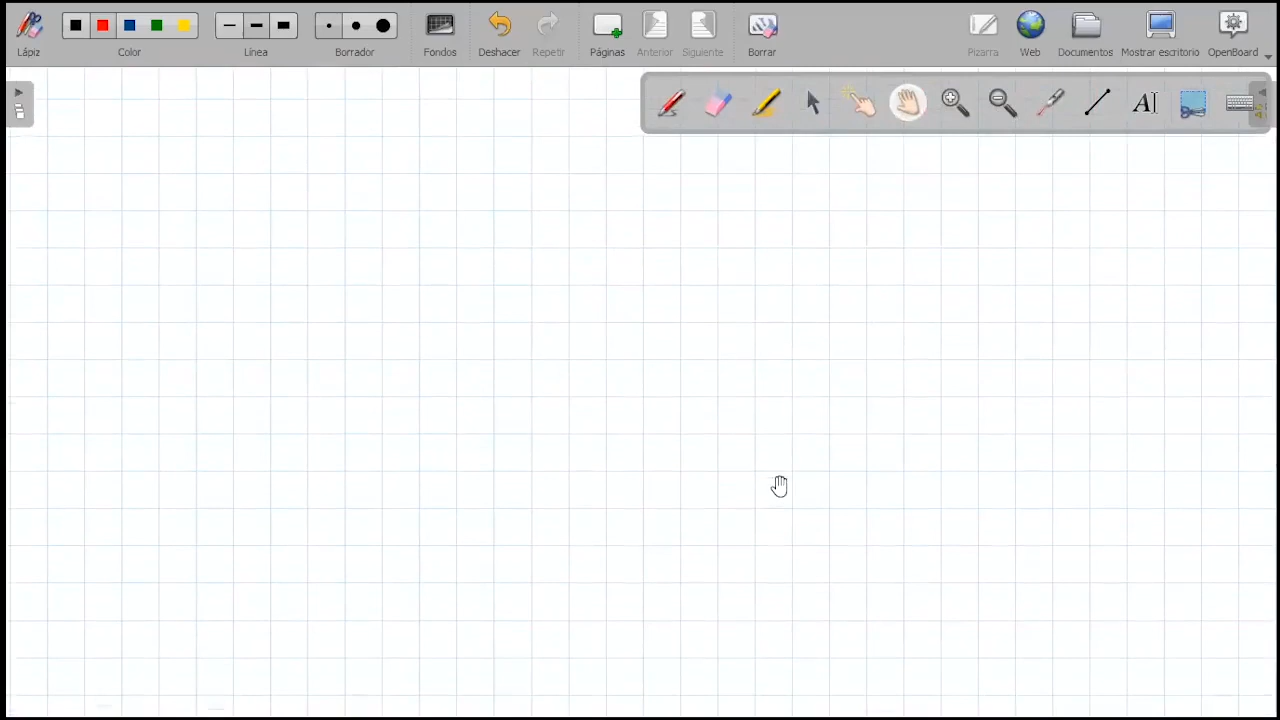 Lápiz Color Línea Borrador Fondos Deshacer Repetir Páginas Anterior Siguiente Borrar Pizarra Web Documentos Mostrar escritorio OpenBoard